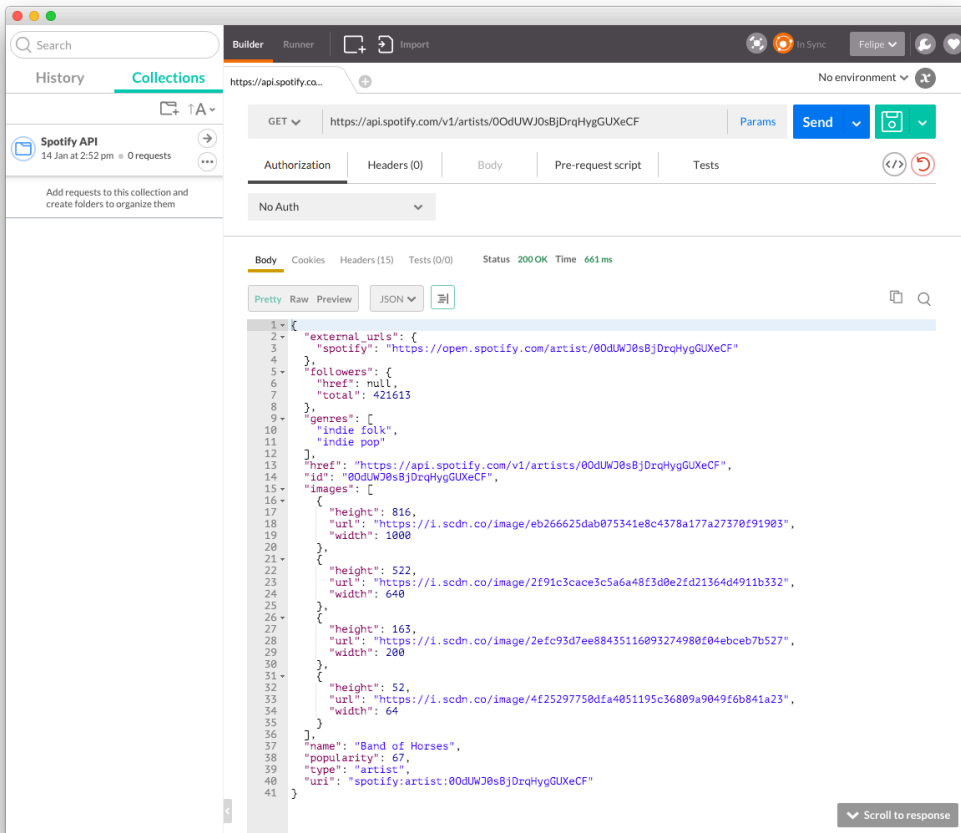 Search
Builder
Runner
Import
In Sync
Felipe
History
Collections
https://api.spotify.co...
No environment
x
A
Spotify API
14 Jan at 2:52 pm • 0 requests
Add requests to this collection and
create folders to organize them
GET
https://api.spotify.com/v1/artists/0OdUWJ0sBjDrqHygGUXeCF
Params
Send
Authorization
Headers (0)
Body
Pre-request script
Tests
</>
No Auth
Body
Cookies
Headers (15)
Tests (0/0)
Status 200 OK Time 661 ms
Pretty Raw Preview
JSON
1 {
2 "external_urls": {
3 "spotify": "https://open.spotify.com/artist/0OdUWJ0sBjDrqHygGUXeCF"
4 },
5 "followers": {
6 "href": null,
7 "total": 421613
8 },
9 "genres": [
10 "indie folk",
11 "indie pop"
12 ],
13 "href": "https://api.spotify.com/v1/artists/0OdUWJ0sBjDrqHygGUXeCF",
14 "id": "0OdUWJ0sBjDrqHygGUXeCF",
15 "images": [
16 {
17 "height": 816,
18 "url": "https://i.scdn.co/image/eb266625dab075341e8c4378a177a27370f91903",
19 "width": 1000
20 },
21 {
22 "height": 522,
23 "url": "https://i.scdn.co/image/2f91c3cace3c5a6a48f3d0e2fd21364d4911b332",
24 "width": 640
25 },
26 {
27 "height": 163,
28 "url": "https://i.scdn.co/image/2efc93d7ee88435116093274980f04ebceb7b527",
29 "width": 200
30 },
31 {
32 "height": 52,
33 "url": "https://i.scdn.co/image/4f25297750dfa4051195c36809a9049f6b841a23",
34 "width": 64
35 }
36 ],
37 "name": "Band of Horses",
38 "popularity": 67,
39 "type": "artist",
40 "uri": "spotify:artist:0OdUWJ0sBjDrqHygGUXeCF"
41 }
Scroll to response